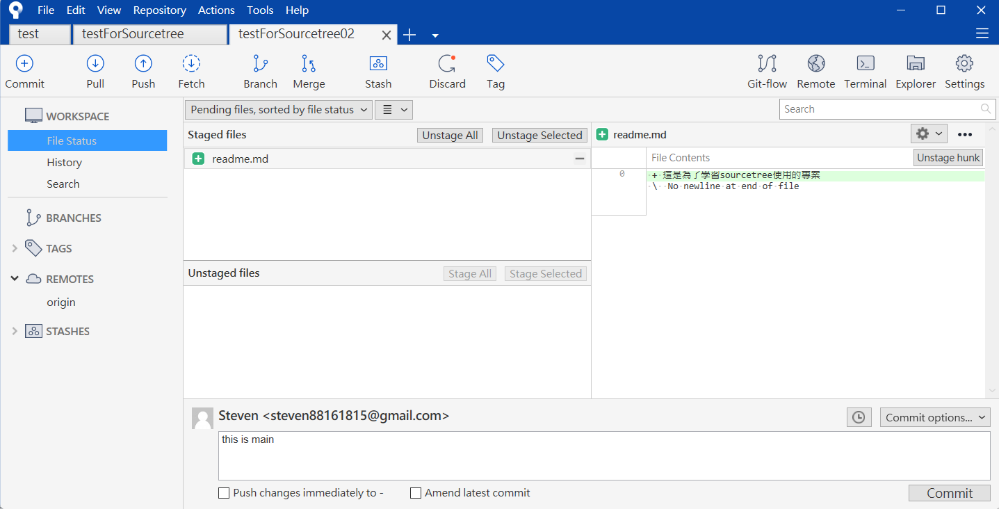 File Edit View Repository Actions Tools Help
test testForSourcetree testForSourcetree02
Commit Pull Push Fetch Branch Merge Stash Discard Tag Git-flow Remote Terminal Explorer Settings
WORKSPACE
File Status
History
Search
BRANCHES
TAGS
REMOTES
origin
STASHES
Pending files, sorted by file status
Search
Staged files Unstage All Unstage Selected
readme.md
Unstaged files Stage All Stage Selected
readme.md
File Contents Unstage hunk
0 + 這是為了學習sourcetree使用的專案
\ No newline at end of file
Steven <steven88161815@gmail.com>
Commit options...
this is main
Push changes immediately to -
Amend latest commit
Commit